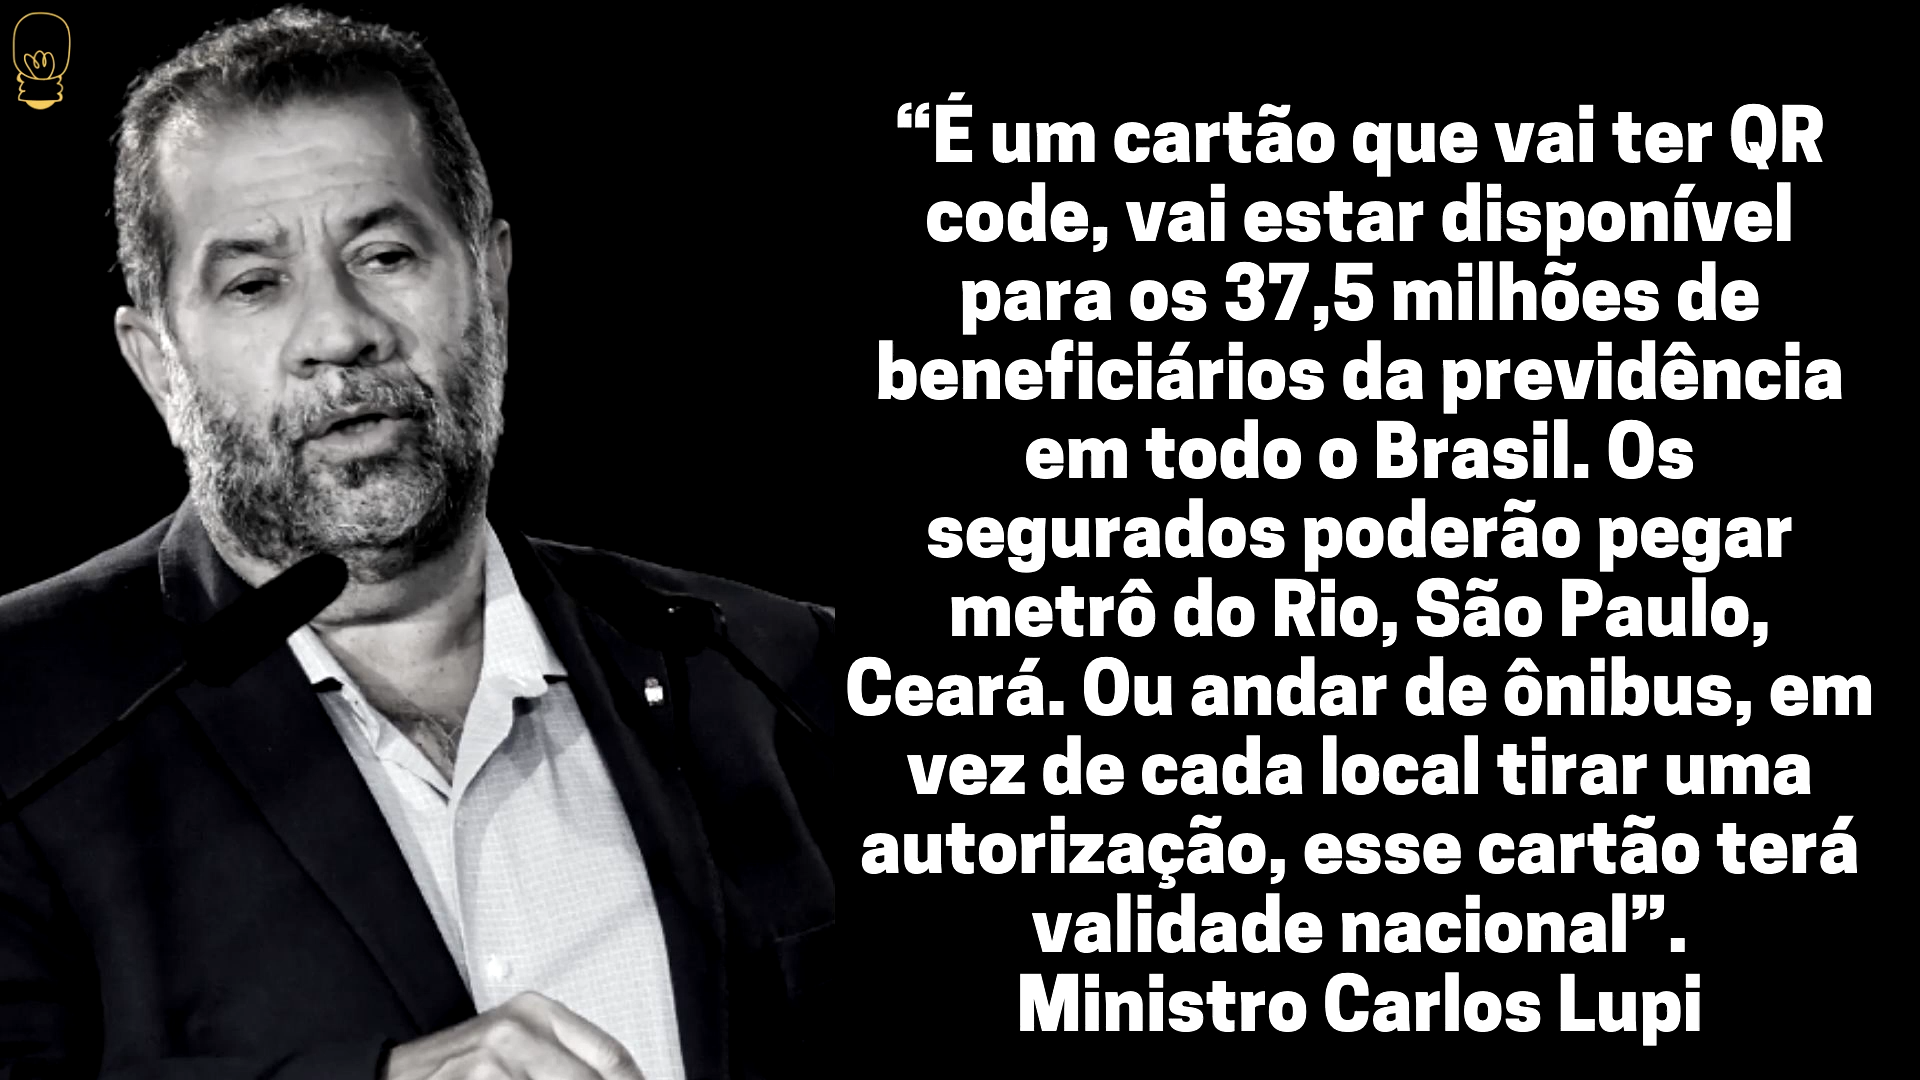 “É um cartão que vai ter QR
code, vai estar disponível
para os 37,5 milhões de
beneficiários da previdência
em todo o Brasil. Os
segurados poderão pegar
metrô do Rio, São Paulo,
Ceará. Ou andar de ônibus, em
vez de cada local tirar uma
autorização, esse cartão terá
validade nacional”.
Ministro Carlos Lupi